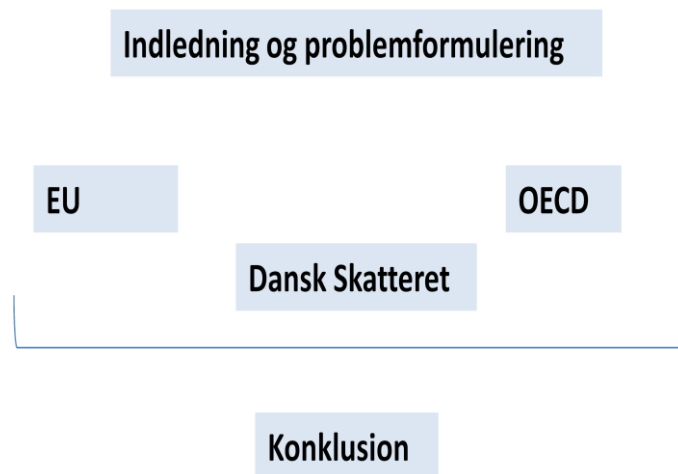 Indledning og problemformulering
EU
OECD
Dansk Skatteret
Konklusion